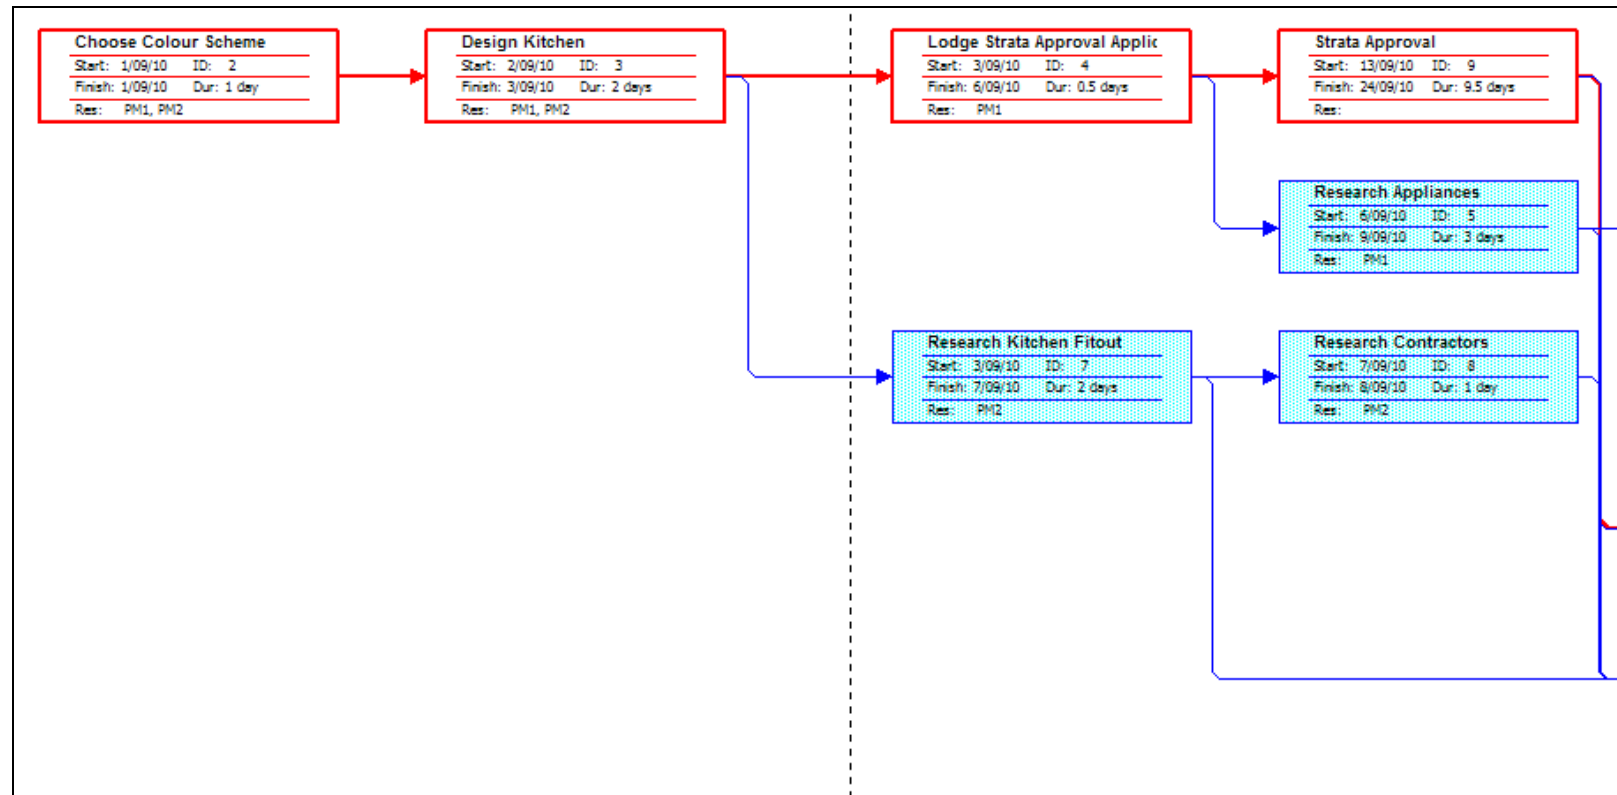 Choose Colour Scheme
Start: 1/09/10 ID: 2
Finish: 1/09/10 Dur: 1 day
Res: PM1, PM2
Design Kitchen
Start: 2/09/10 ID: 3
Finish: 3/09/10 Dur: 2 days
Res: PM1, PM2
Lodge Strata Approval Applic
Start: 3/09/10 ID: 4
Finish: 6/09/10 Dur: 0.5 days
Res: PM1
Strata Approval
Start: 13/09/10 ID: 9
Finish: 24/09/10 Dur: 9.5 days
Res:
Research Appliances
Start: 6/09/10 ID: 5
Finish: 9/09/10 Dur: 3 days
Res: PM1
Research Kitchen Fitout
Start: 3/09/10 ID: 7
Finish: 7/09/10 Dur: 2 days
Res: PM2
Research Contractors
Start: 7/09/10 ID: 8
Finish: 8/09/10 Dur: 1 day
Res: PM2